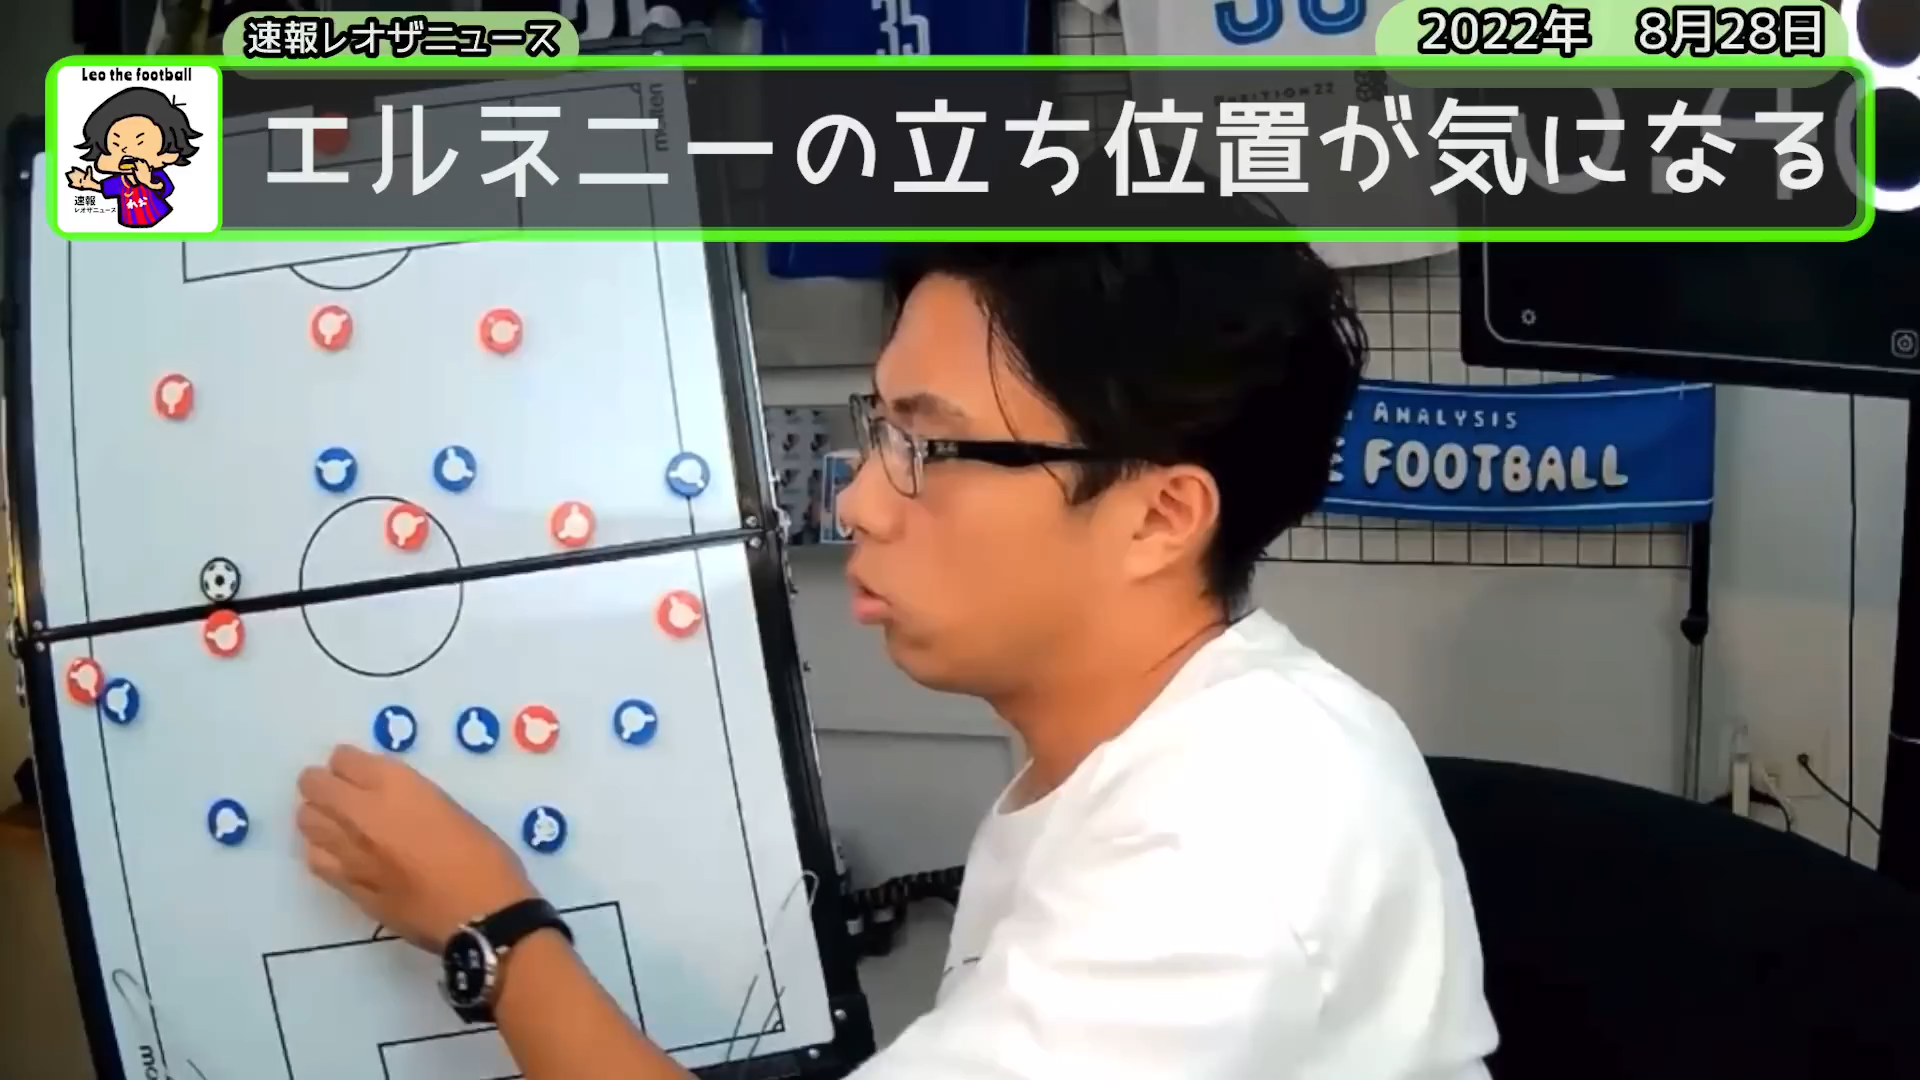 速報レオザニュース
2022年 8月28日
Leo the football
速報
レオザニュース
エルネニーの立ち位置が気になる
35
molten
ANALYSIS
FOOTBALL